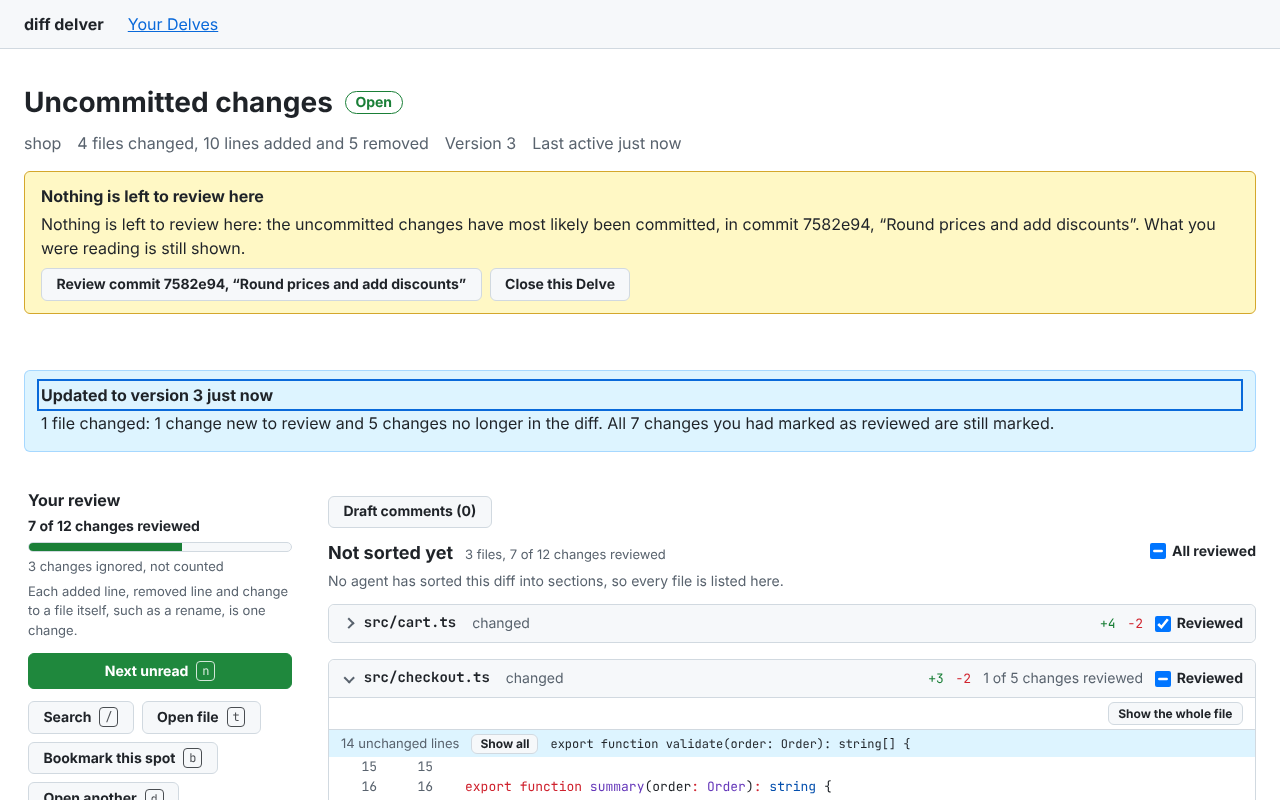 diff delver Your Delves
Uncommitted changes Open
shop 4 files changed, 10 lines added and 5 removed Version 3 Last active just now
Nothing is left to review here
Nothing is left to review here: the uncommitted changes have most likely been committed, in commit 7582e94, “Round prices and add discounts”. What you
were reading is still shown.
Review commit 7582e94, “Round prices and add discounts” Close this Delve
Updated to version 3 just now
1 file changed: 1 change new to review and 5 changes no longer in the diff. All 7 changes you had marked as reviewed are still marked.
Your review
7 of 12 changes reviewed
3 changes ignored, not counted
Each added line, removed line and change
to a file itself, such as a rename, is one
change.
Next unread n
Search / Open file t
Bookmark this spot b
Open another d
Draft comments (0)
Not sorted yet 3 files, 7 of 12 changes reviewed All reviewed
No agent has sorted this diff into sections, so every file is listed here.
src/cart.ts changed +4 -2 Reviewed
src/checkout.ts changed +3 -2 1 of 5 changes reviewed Reviewed
Show the whole file
14 unchanged lines Show all export function validate(order: Order): string[] {
15 15
16 16 export function summary(order: Order): string {